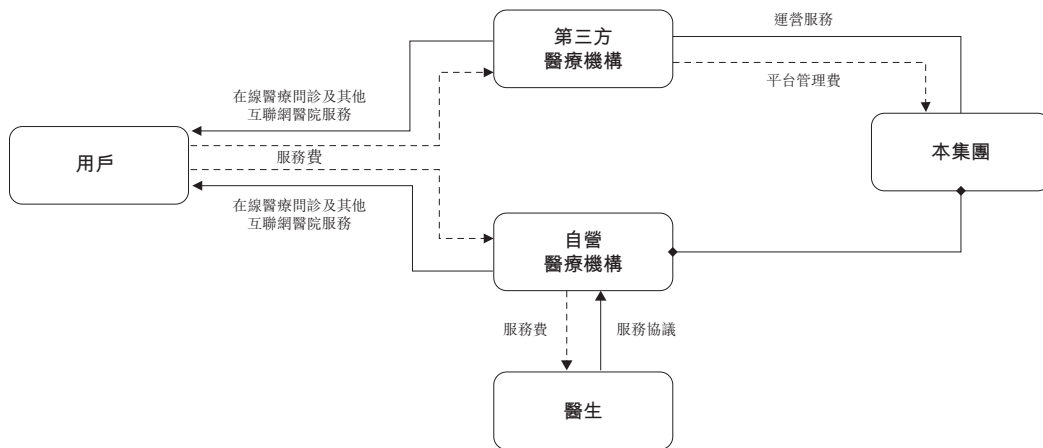 第三方
醫療機構
運營服務
平台管理費
在線醫療問診及其他
互聯網醫院服務
用戶
服務費
本集團
在線醫療問診及其他
互聯網醫院服務
自營
醫療機構
服務費
服務協議
醫生